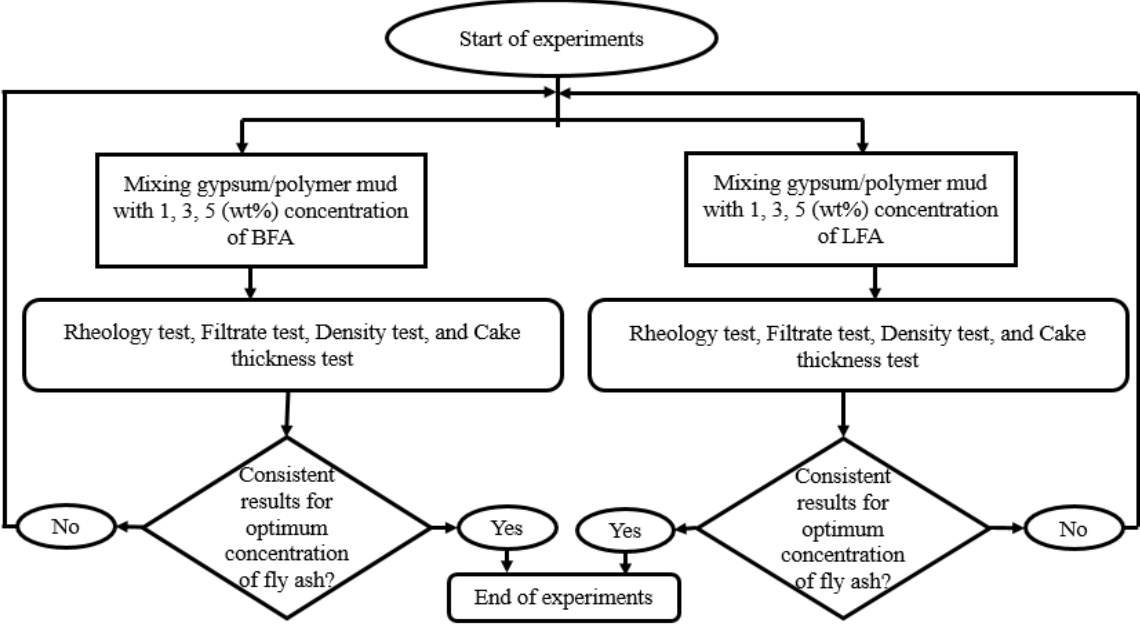 Start of experiments
Mixing gypsum/polymer mud
with 1, 3, 5 (wt%) concentration
of BFA
Mixing gypsum/polymer mud
with 1, 3, 5 (wt%) concentration
of LFA
Rheology test, Filtrate test, Density test, and Cake
thickness test
Rheology test, Filtrate test, Density test, and Cake
thickness test
Consistent
results for
optimum
concentration
of fly ash?
Consistent
results for
optimum
concentration
of fly ash?
No
Yes
Yes
No
End of experiments